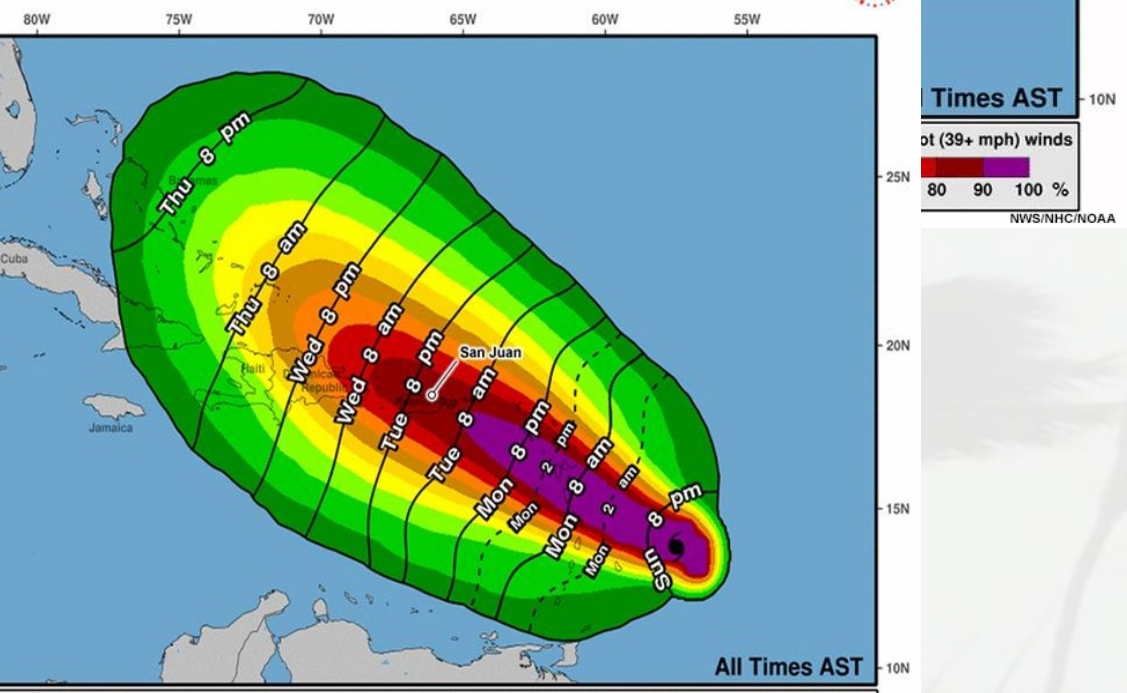 80W 75W 70W 65W 60W 55W
25N
20N
15N
10N
Thu 8 pm
Thu 8 am
Wed 8 pm
Wed 8 am
Tue 8 pm
Tue 8 am
Mon 8 pm
Mon 2 pm
Mon 8 am
Mon 2 am
Sun 8 pm
San Juan
Bahamas
Cuba
Haiti
Dominican
Republic
Jamaica
All Times AST
Times AST
10N
ot (39+ mph) winds
80 90 100 %
NWS/NHC/NOAA